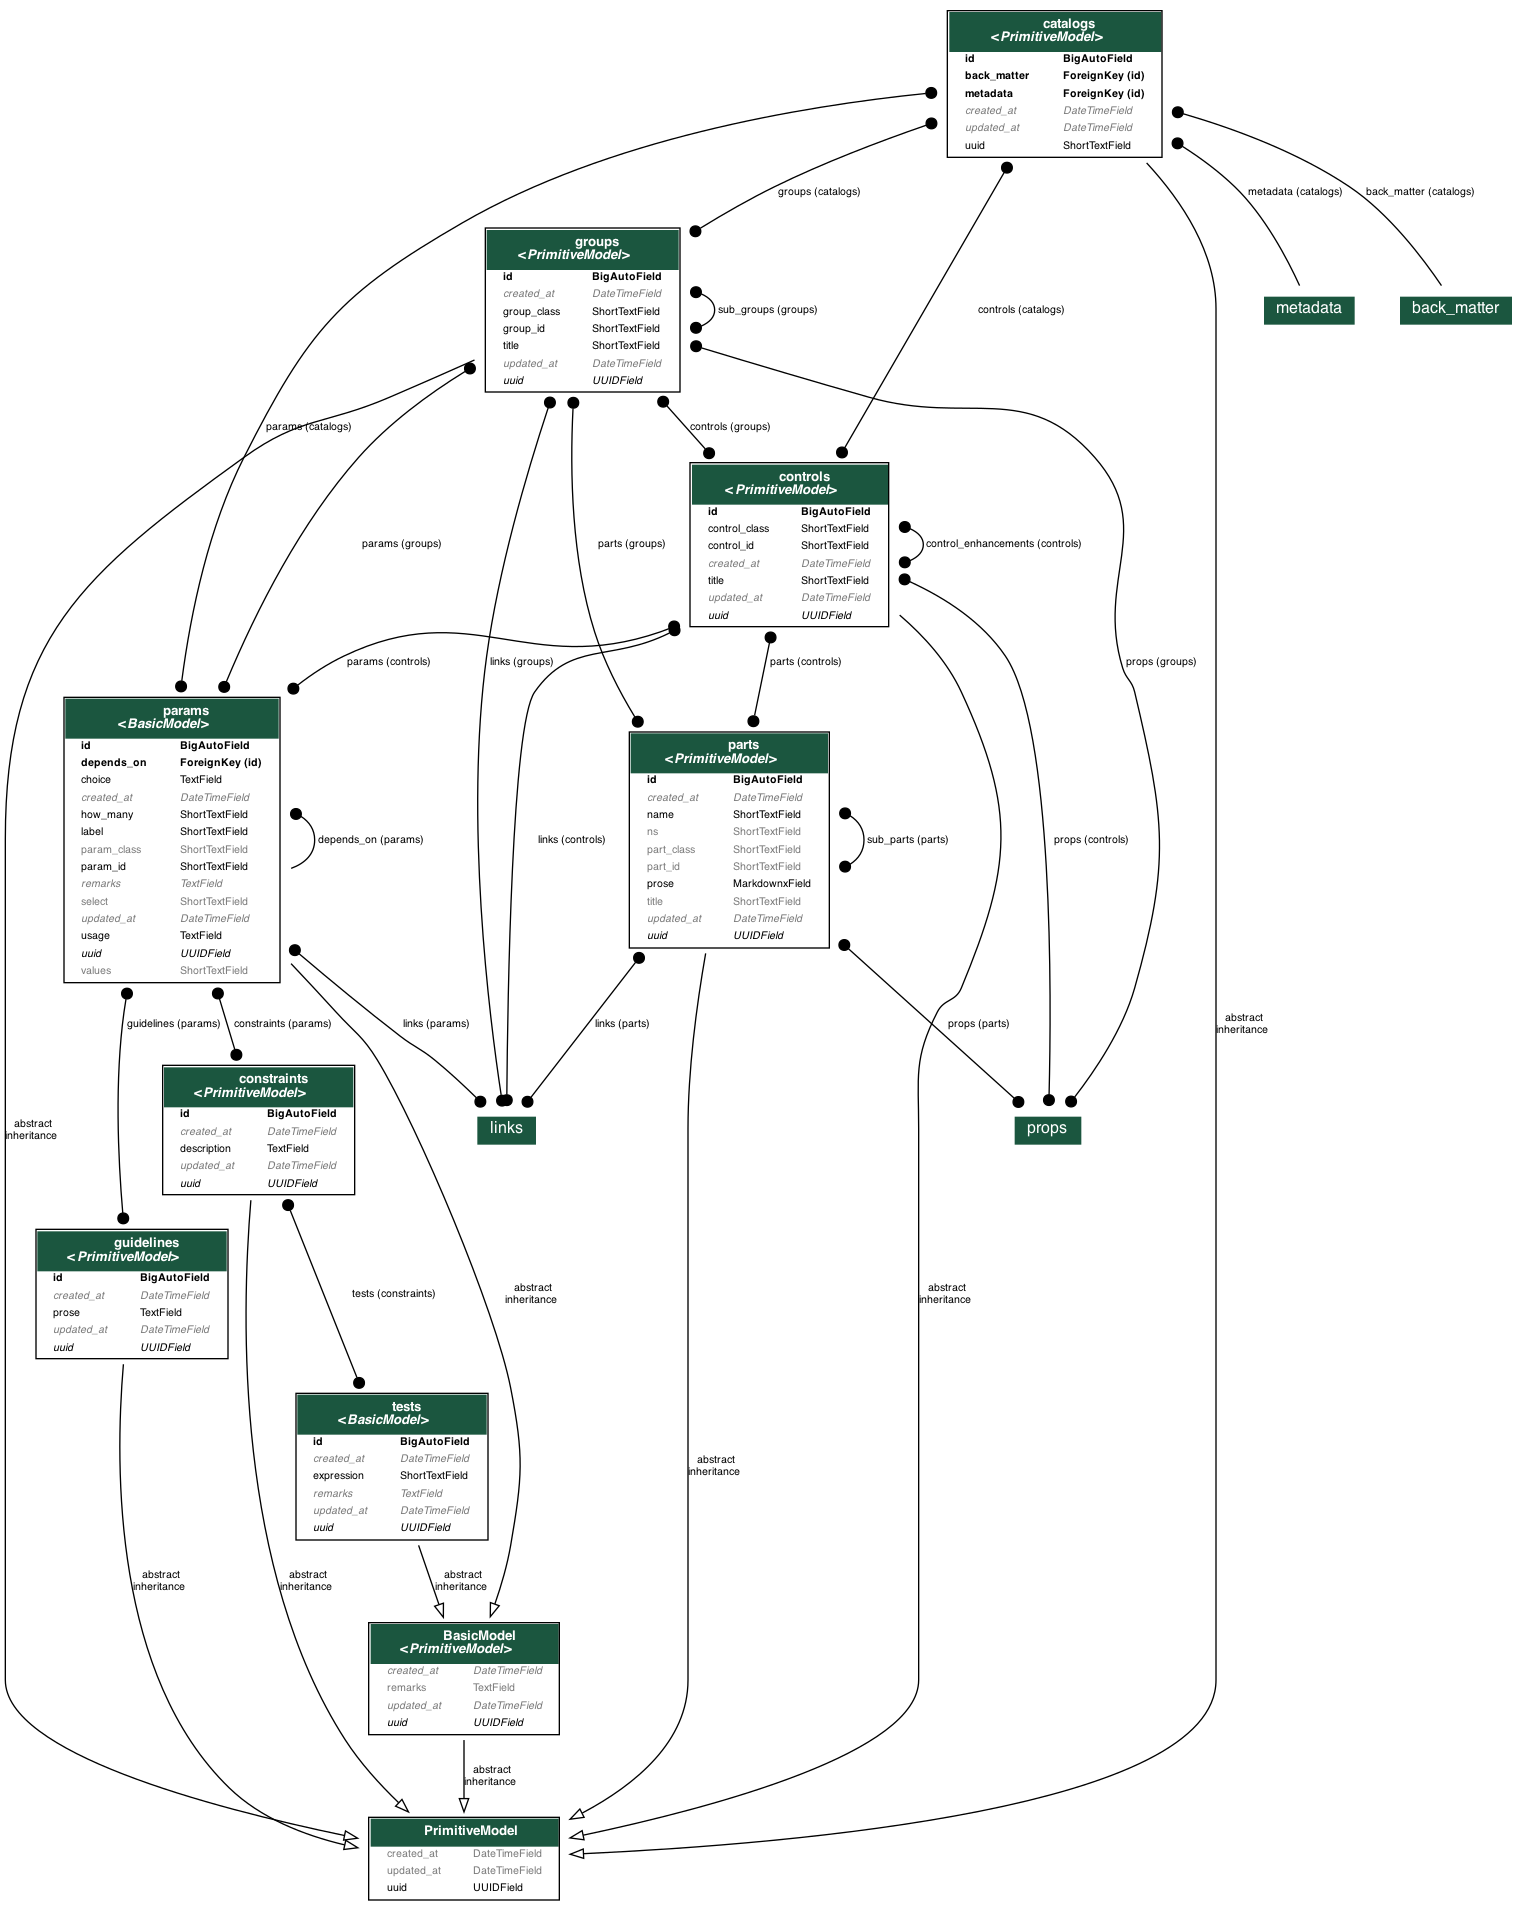 catalogs
<PrimitiveModel>
id BigAutoField
back_matter ForeignKey (id)
metadata ForeignKey (id)
created_at DateTimeField
updated_at DateTimeField
uuid ShortTextField
groups (catalogs)
metadata (catalogs)
back_matter (catalogs)
groups
<PrimitiveModel>
id BigAutoField
created_at DateTimeField
group_class ShortTextField
group_id ShortTextField
title ShortTextField
updated_at DateTimeField
uuid UUIDField
sub_groups (groups)
controls (catalogs)
metadata
back_matter
params (catalogs)
controls (groups)
controls
<PrimitiveModel>
id BigAutoField
control_class ShortTextField
control_id ShortTextField
created_at DateTimeField
title ShortTextField
updated_at DateTimeField
uuid UUIDField
params (groups)
parts (groups)
control_enhancements (controls)
params (controls)
links (groups)
parts (controls)
props (groups)
params
<BasicModel>
id BigAutoField
depends_on ForeignKey (id)
choice TextField
created_at DateTimeField
how_many ShortTextField
label ShortTextField
param_class ShortTextField
param_id ShortTextField
remarks TextField
select ShortTextField
updated_at DateTimeField
usage TextField
uuid UUIDField
values ShortTextField
depends_on (params)
links (controls)
parts
<PrimitiveModel>
id BigAutoField
created_at DateTimeField
name ShortTextField
ns ShortTextField
part_class ShortTextField
part_id ShortTextField
prose MarkdownxField
title ShortTextField
updated_at DateTimeField
uuid UUIDField
sub_parts (parts)
props (controls)
guidelines (params)
constraints (params)
links (params)
links (parts)
props (parts)
abstract
inheritance
constraints
<PrimitiveModel>
id BigAutoField
created_at DateTimeField
description TextField
updated_at DateTimeField
uuid UUIDField
abstract
inheritance
links
props
guidelines
<PrimitiveModel>
id BigAutoField
created_at DateTimeField
prose TextField
updated_at DateTimeField
uuid UUIDField
tests (constraints)
abstract
inheritance
abstract
inheritance
tests
<BasicModel>
id BigAutoField
created_at DateTimeField
expression ShortTextField
remarks TextField
updated_at DateTimeField
uuid UUIDField
abstract
inheritance
abstract
inheritance
abstract
inheritance
abstract
inheritance
BasicModel
<PrimitiveModel>
created_at DateTimeField
remarks TextField
updated_at DateTimeField
uuid UUIDField
abstract
inheritance
PrimitiveModel
created_at DateTimeField
updated_at DateTimeField
uuid UUIDField